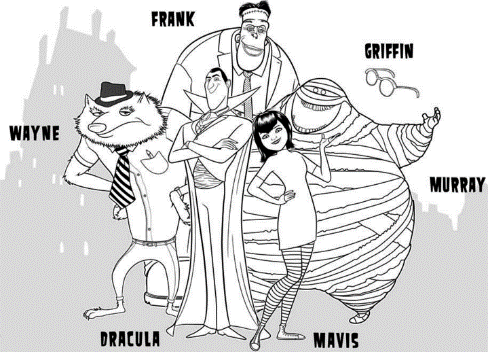 FRANK
GRIFFIN
WAYNE
MURRAY
DRACULA
MAVIS